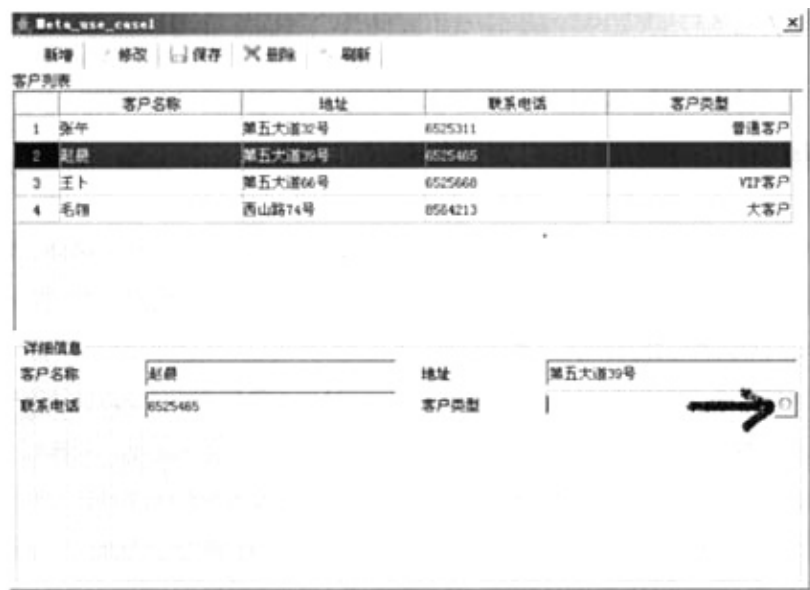 Meta_use_case1
新增 修改 保存 删除 刷新
客户列表
客户名称 地址 联系电话 客户类型
1 张午 第五大道32号 6525311 普通客户
2 赵晨 第五大道39号 6525465
3 王卜 第五大道66号 6525668 VIP客户
4 毛翎 西山路74号 8564213 大客户
详细信息
客户名称 赵晨 地址 第五大道39号
联系电话 6525465 客户类型